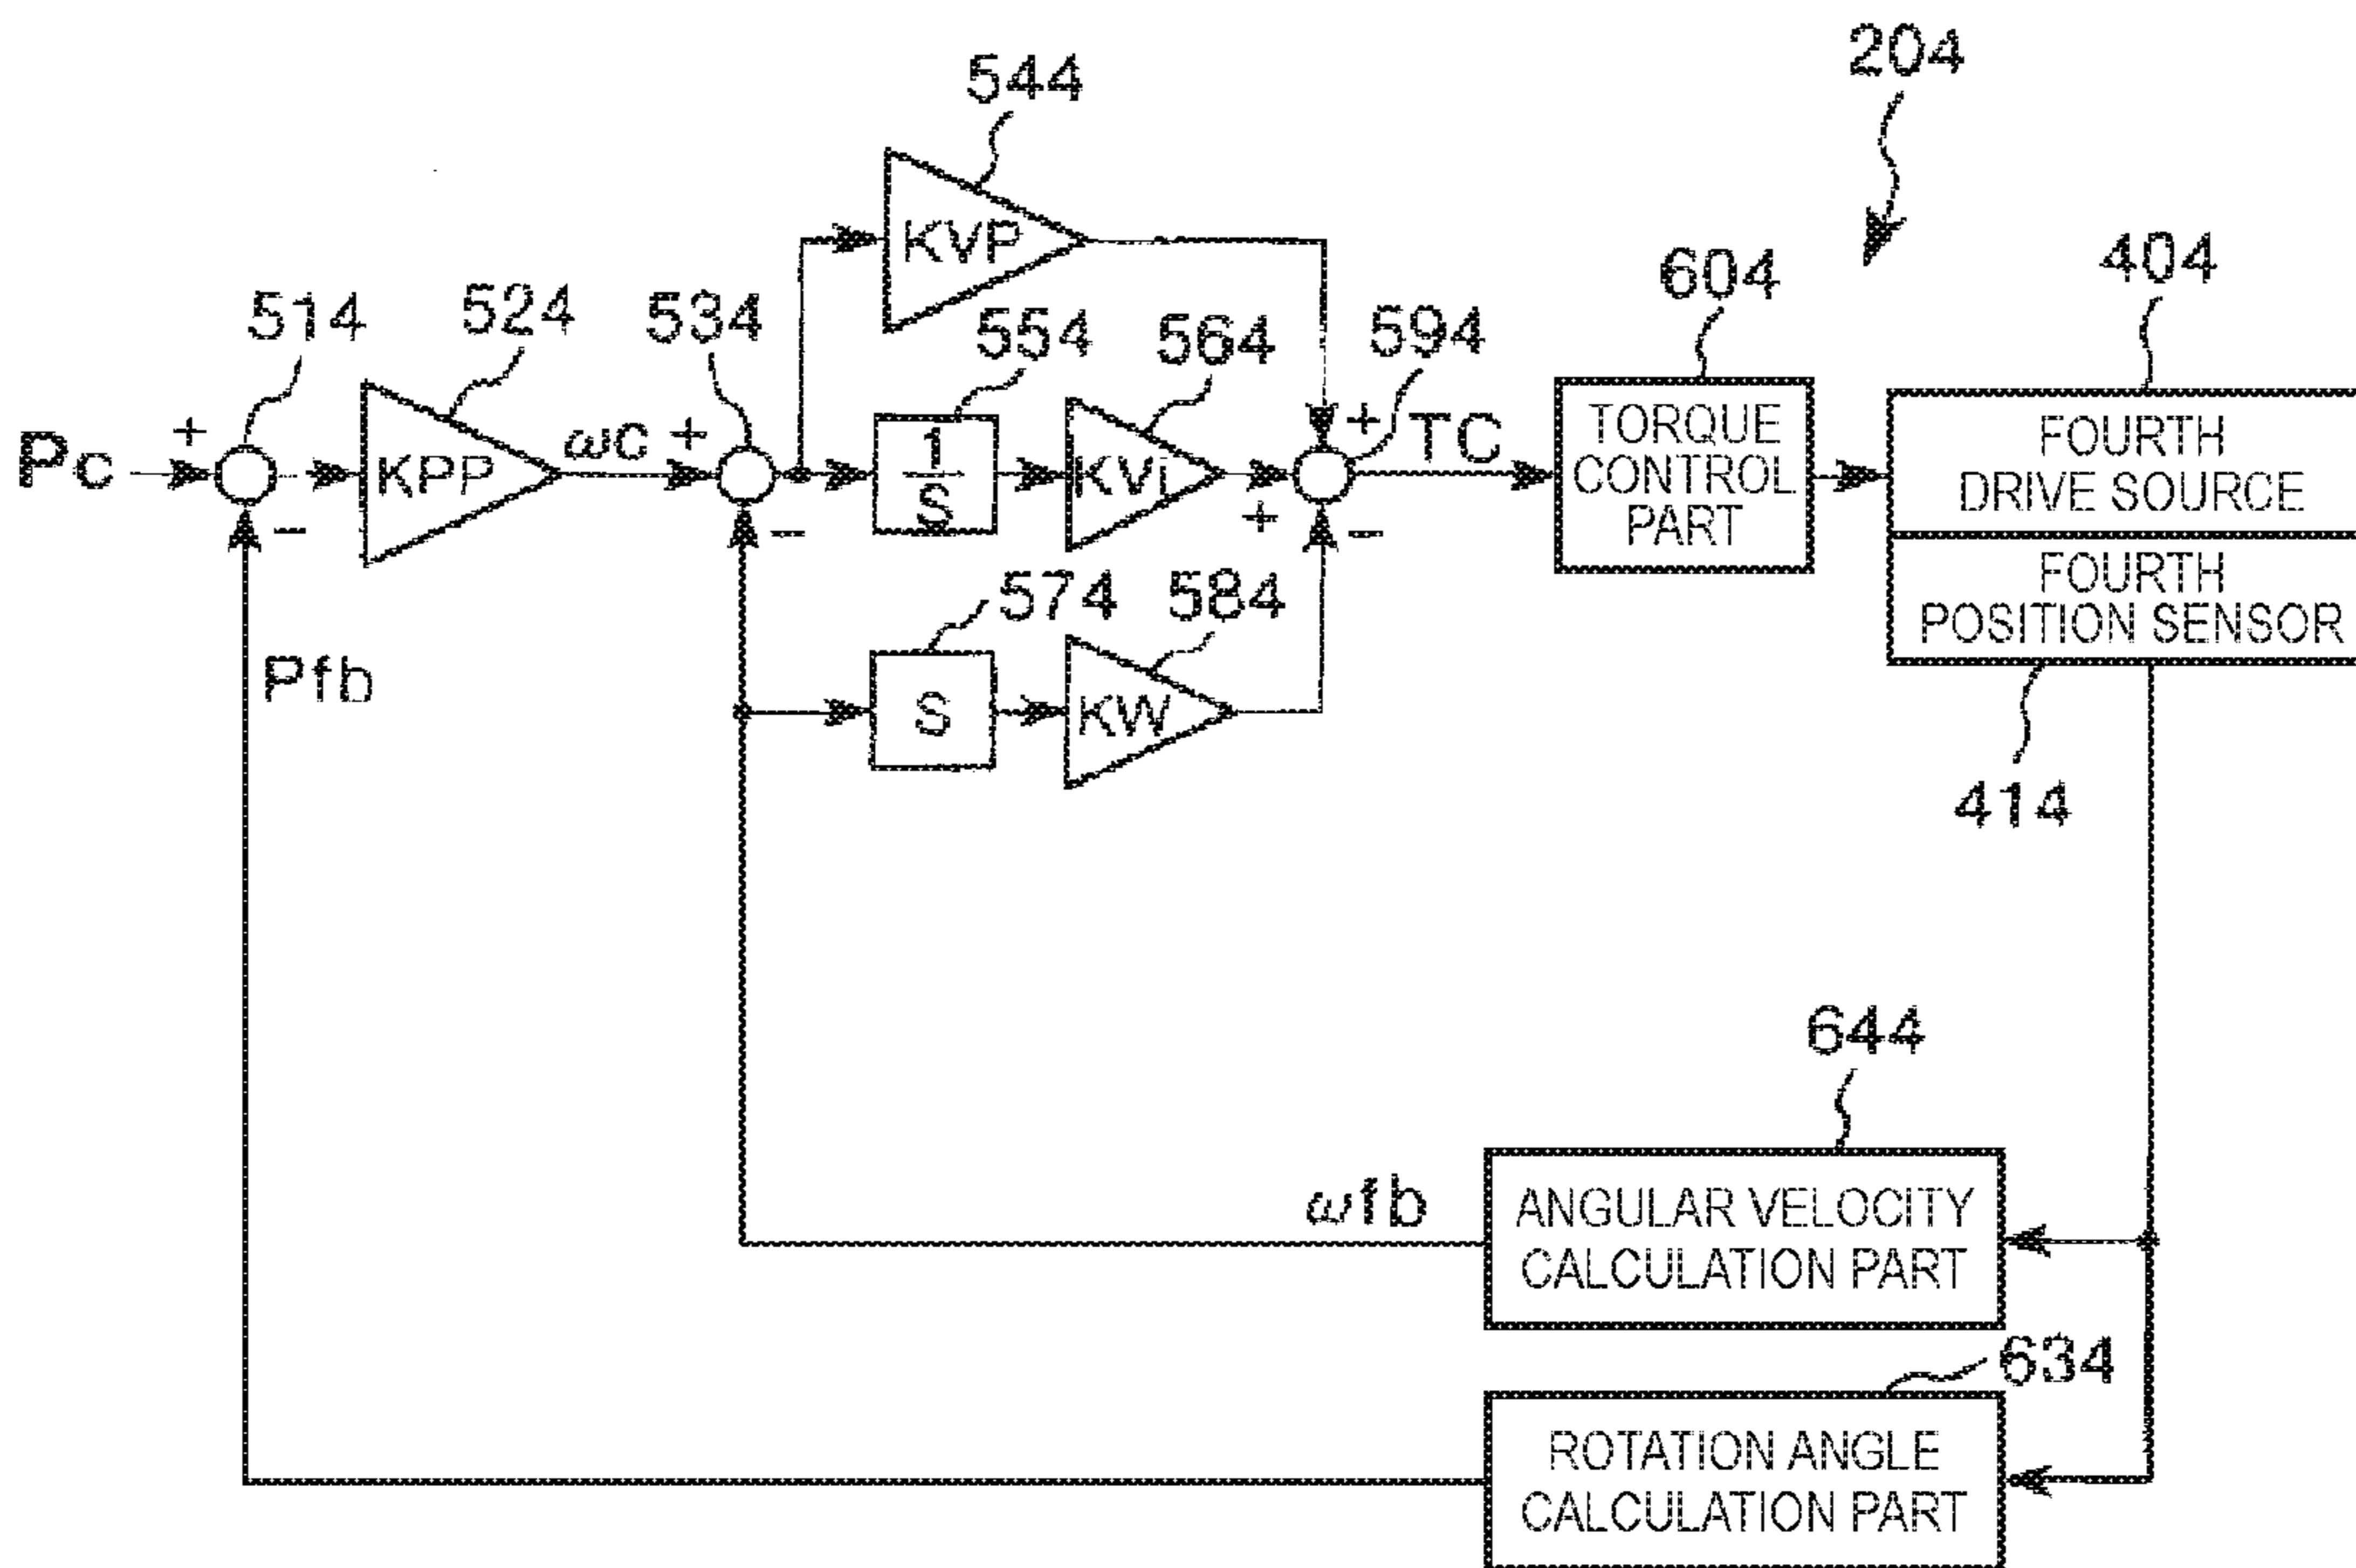 204
544
KVP
514
524
534
554
564
594
604
404
Pc
+
-
KPP
ωc
+
-
1
S
KVi
+
+
-
TC
TORQUE
CONTROL
PART
FOURTH
DRIVE SOURCE
FOURTH
POSITION SENSOR
574
584
S
KW
Pfb
414
644
ωfb
ANGULAR VELOCITY
CALCULATION PART
634
ROTATION ANGLE
CALCULATION PART